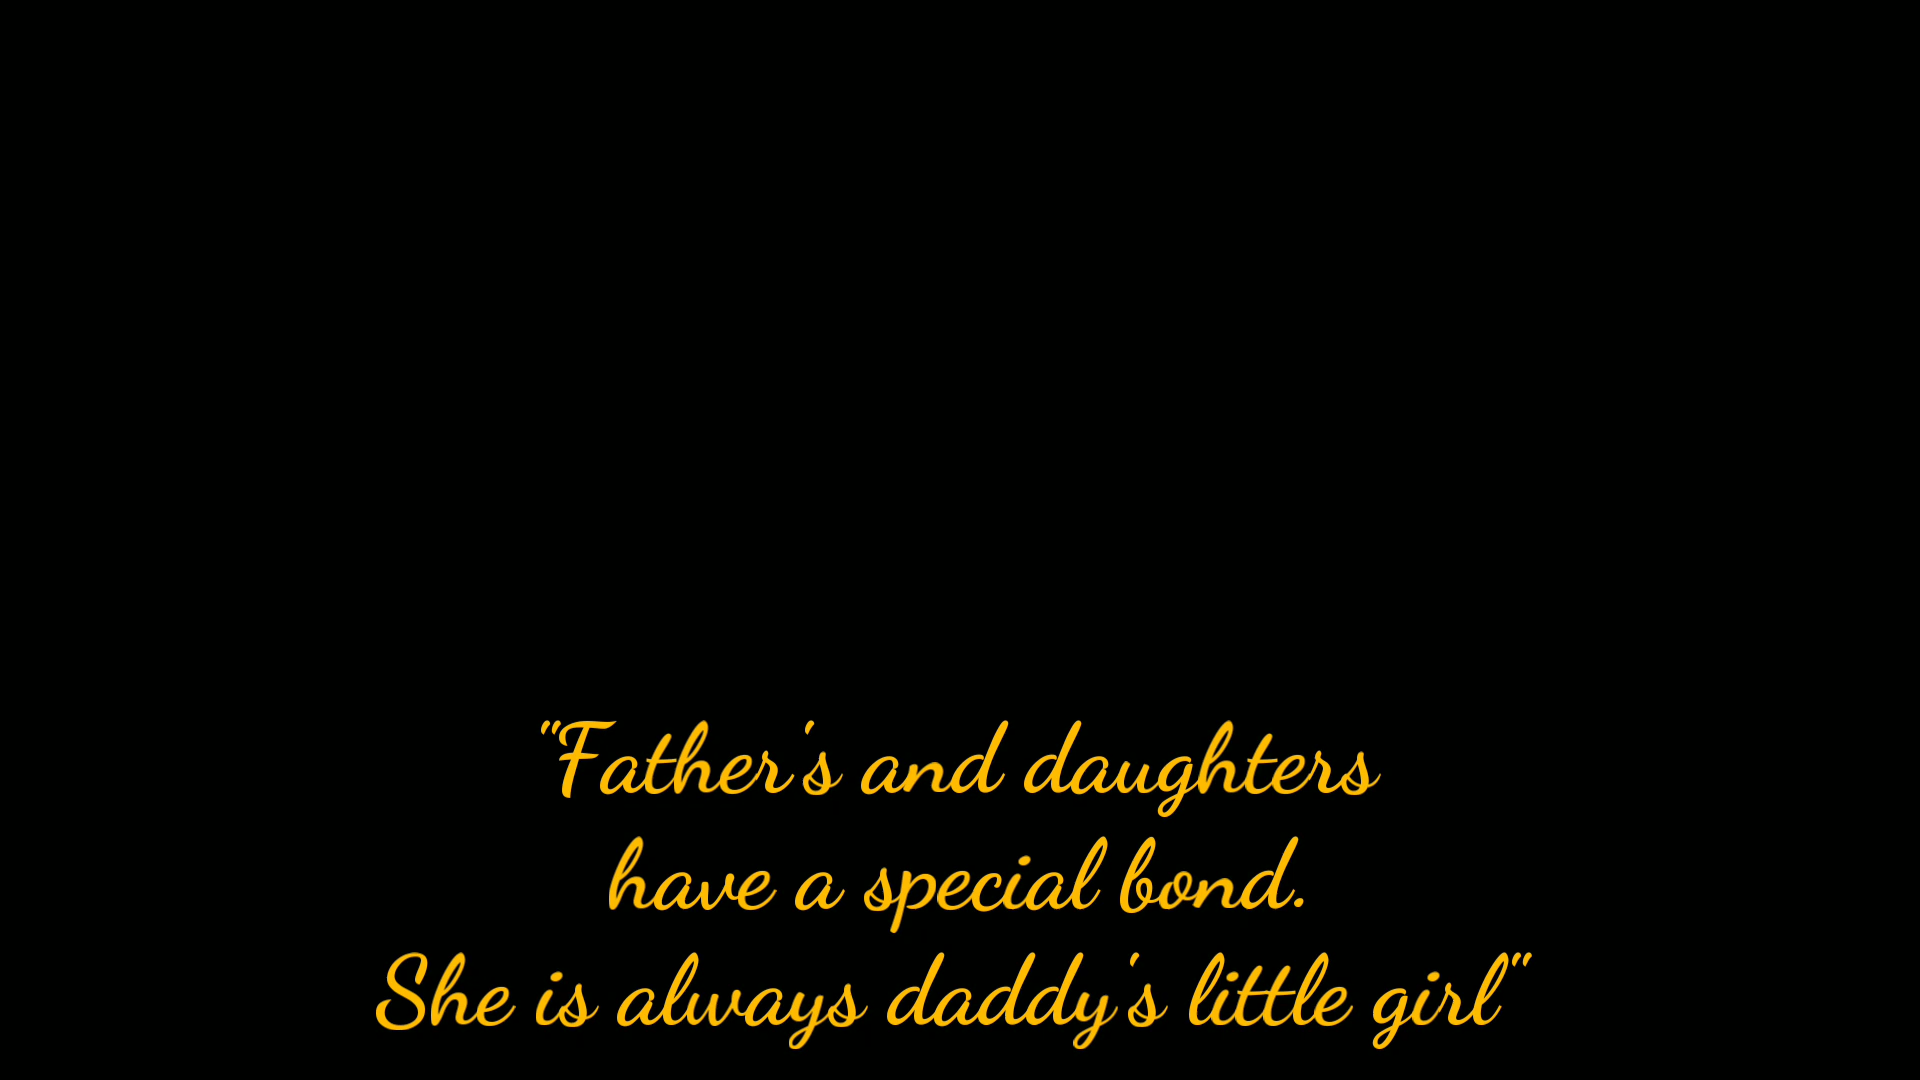 "Father's and daughters
have a special bond.
She is always daddy's little girl“